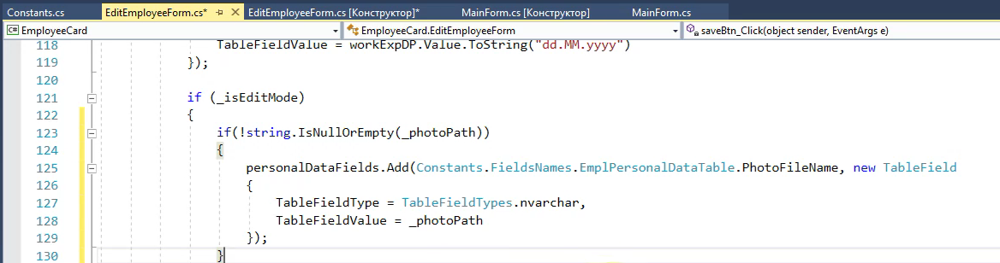 Constants.cs EditEmployeeForm.cs* EditEmployeeForm.cs [Конструктор]* MainForm.cs [Конструктор] MainForm.cs
C# EmployeeCard EmployeeCard.EditEmployeeForm saveBtn_Click(object sender, EventArgs e)
118 TableFieldValue = workExpDP.Value.ToString("dd.MM.yyyy")
119 });
120
121 if (_isEditMode)
122 {
123 if(!string.IsNullOrEmpty(_photoPath))
124 {
125 personalDataFields.Add(Constants.FieldsNames.EmplPersonalDataTable.PhotoFileName, new TableField
126 {
127 TableFieldType = TableFieldTypes.nvarchar,
128 TableFieldValue = _photoPath
129 });
130 }